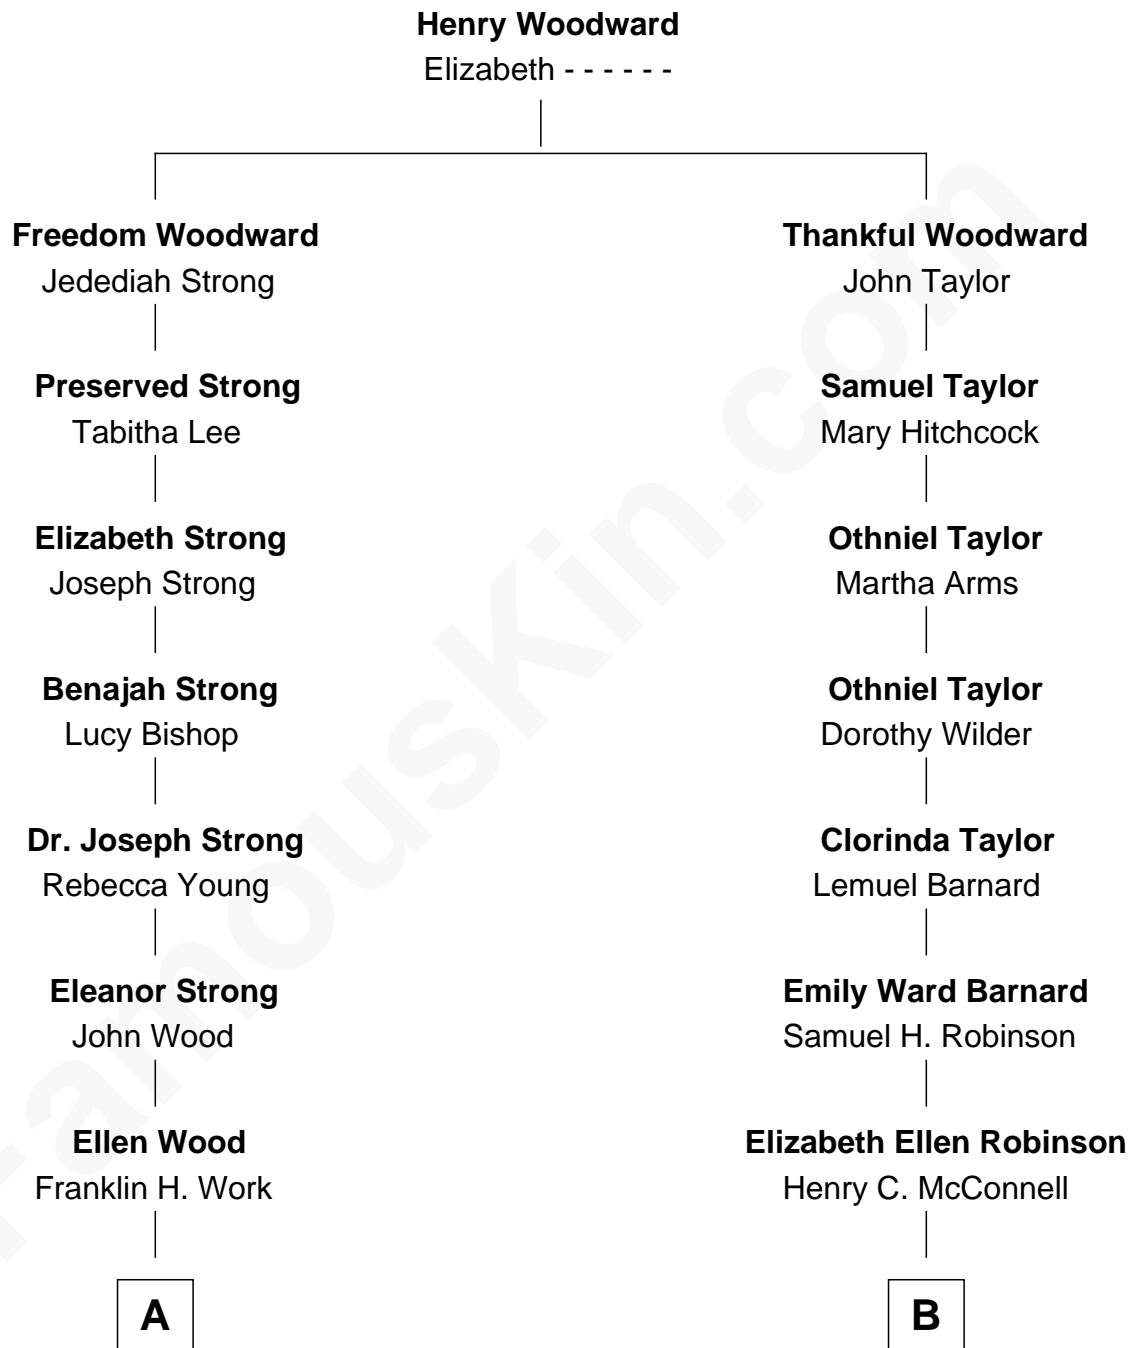 Henry Woodward
Elizabeth - - - - - -
Freedom Woodward
Jedediah Strong
Thankful Woodward
John Taylor
Preserved Strong
Tabitha Lee
Samuel Taylor
Mary Hitchcock
Elizabeth Strong
Joseph Strong
Othniel Taylor
Martha Arms
Benajah Strong
Lucy Bishop
Othniel Taylor
Dorothy Wilder
Dr. Joseph Strong
Rebecca Young
Clorinda Taylor
Lemuel Barnard
Eleanor Strong
John Wood
Emily Ward Barnard
Samuel H. Robinson
Ellen Wood
Franklin H. Work
Elizabeth Ellen Robinson
Henry C. McConnell
A
B
FamousKin.com